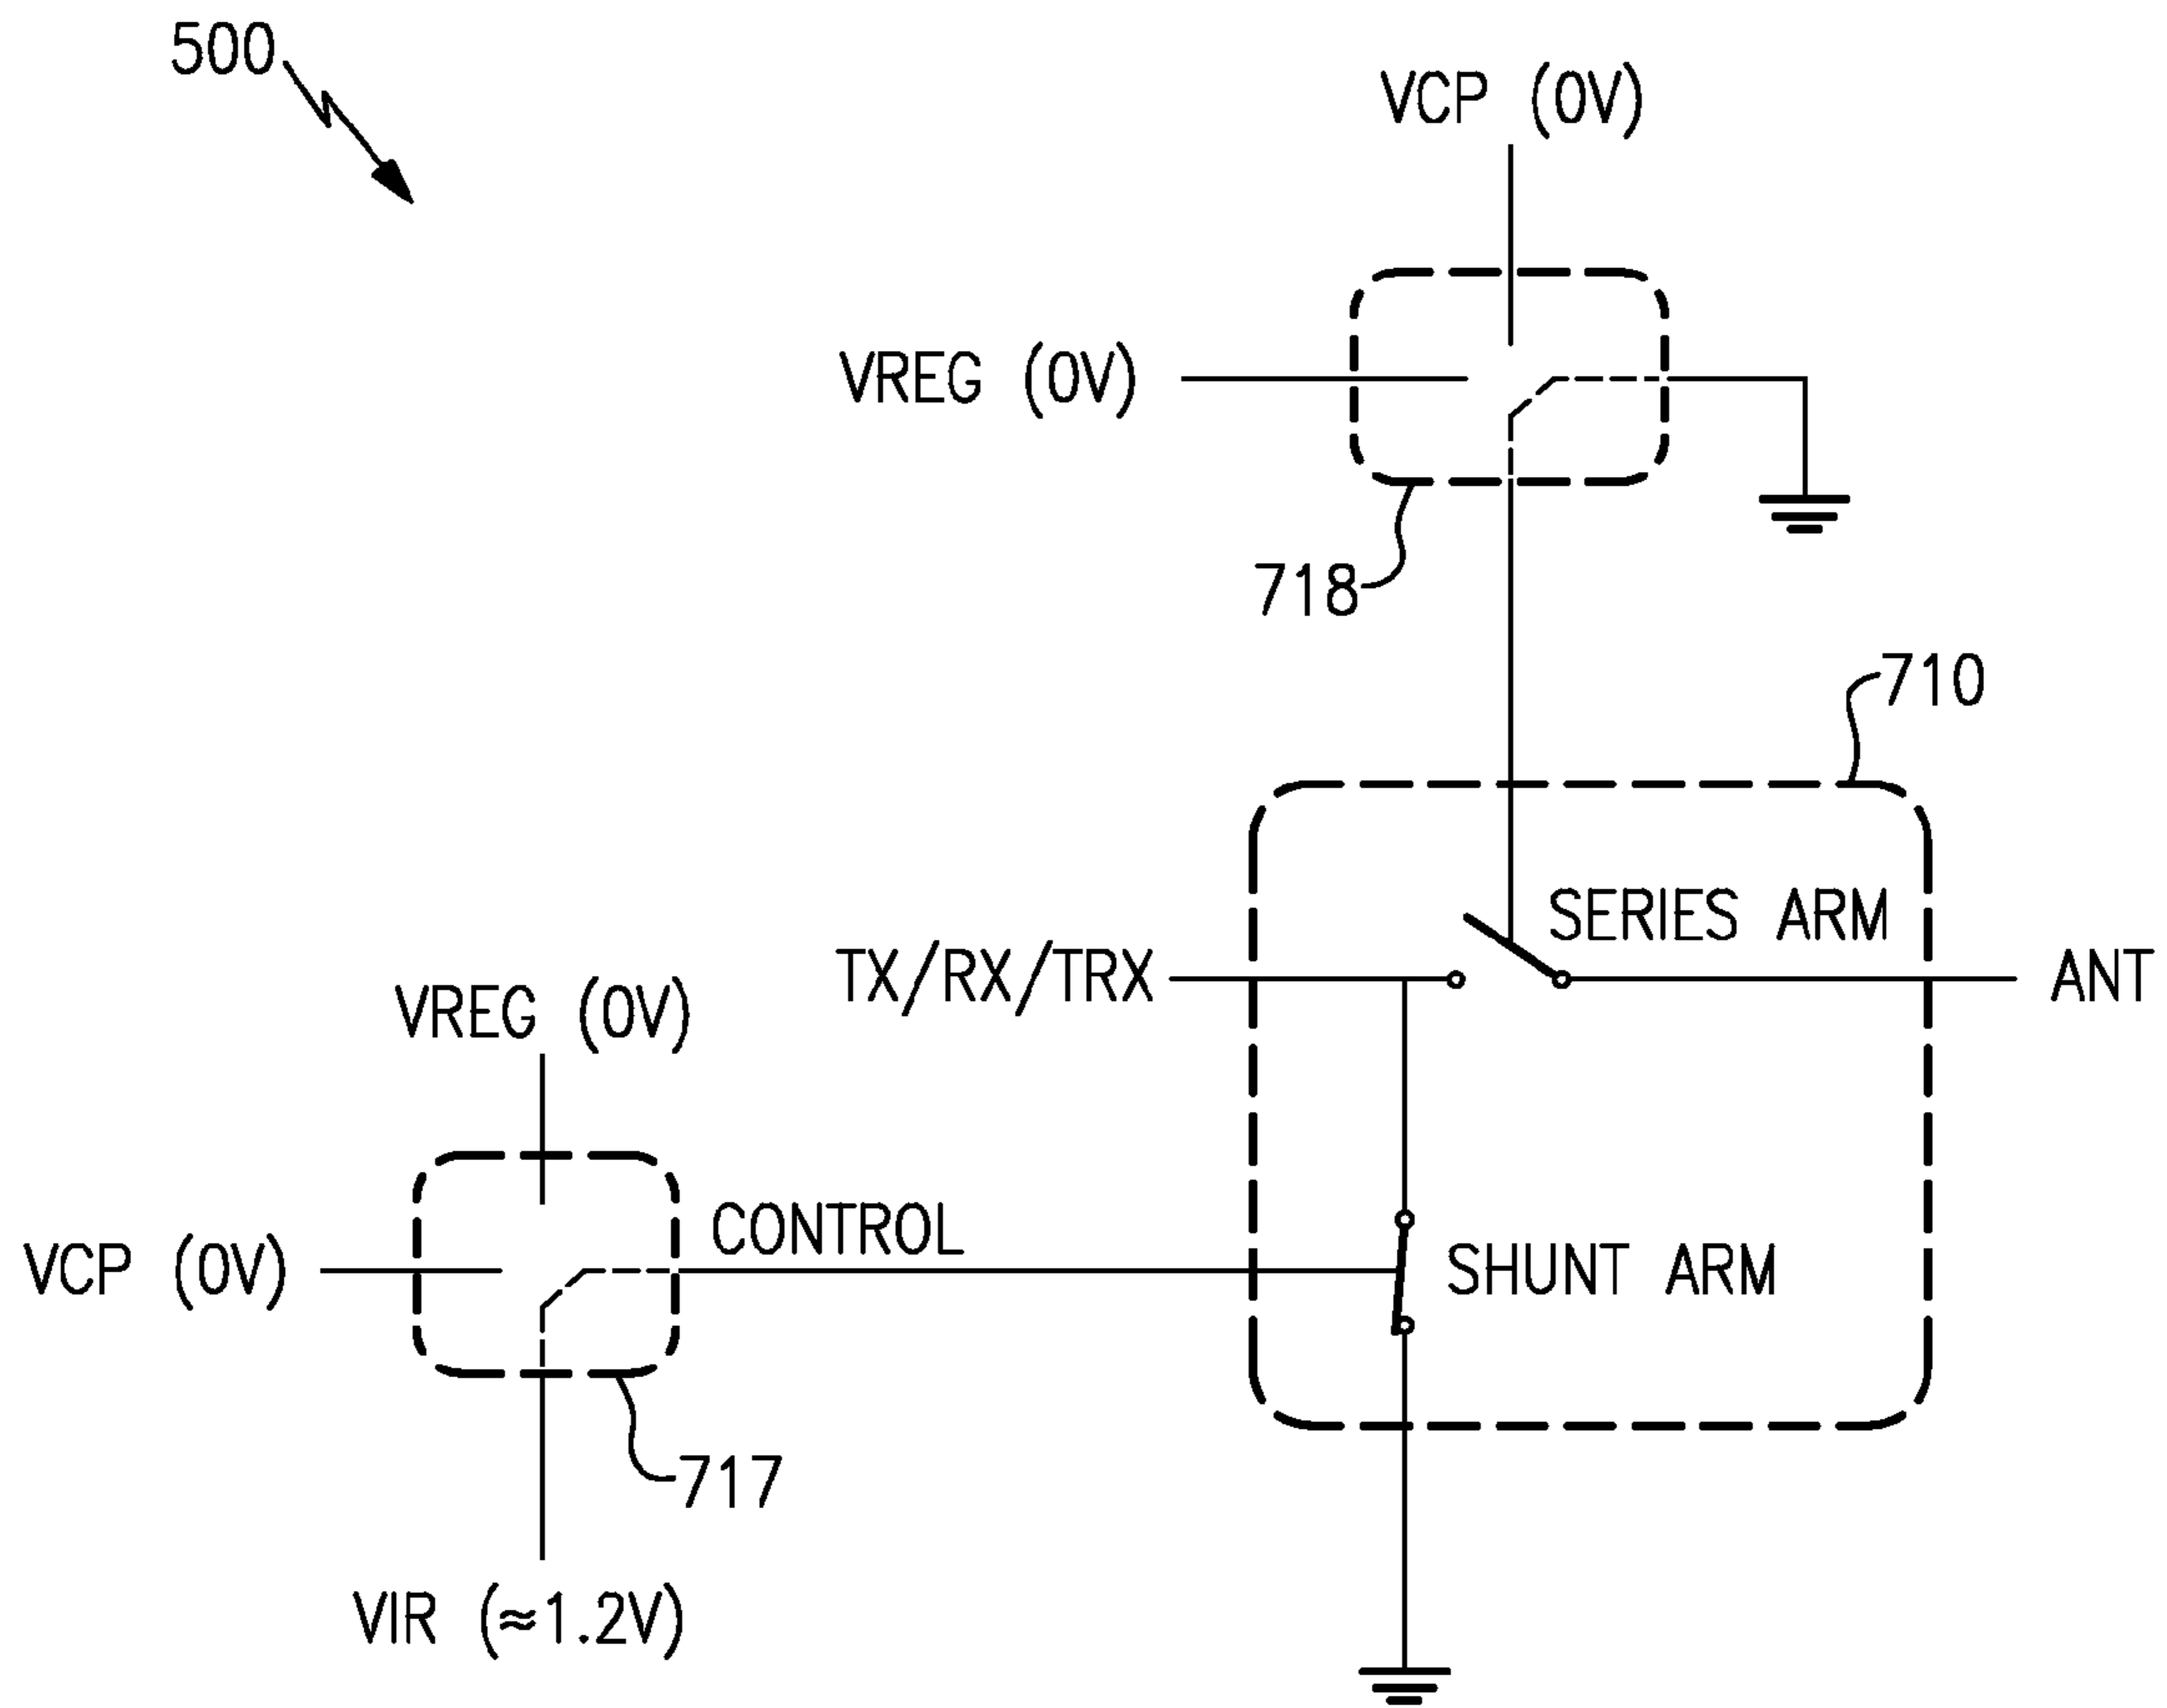 500
VCP (0V)
VREG (0V)
718
710
SERIES ARM
TX/RX/TRX
ANT
VREG (0V)
CONTROL
VCP (0V)
SHUNT ARM
717
VIR (≈1.2V)